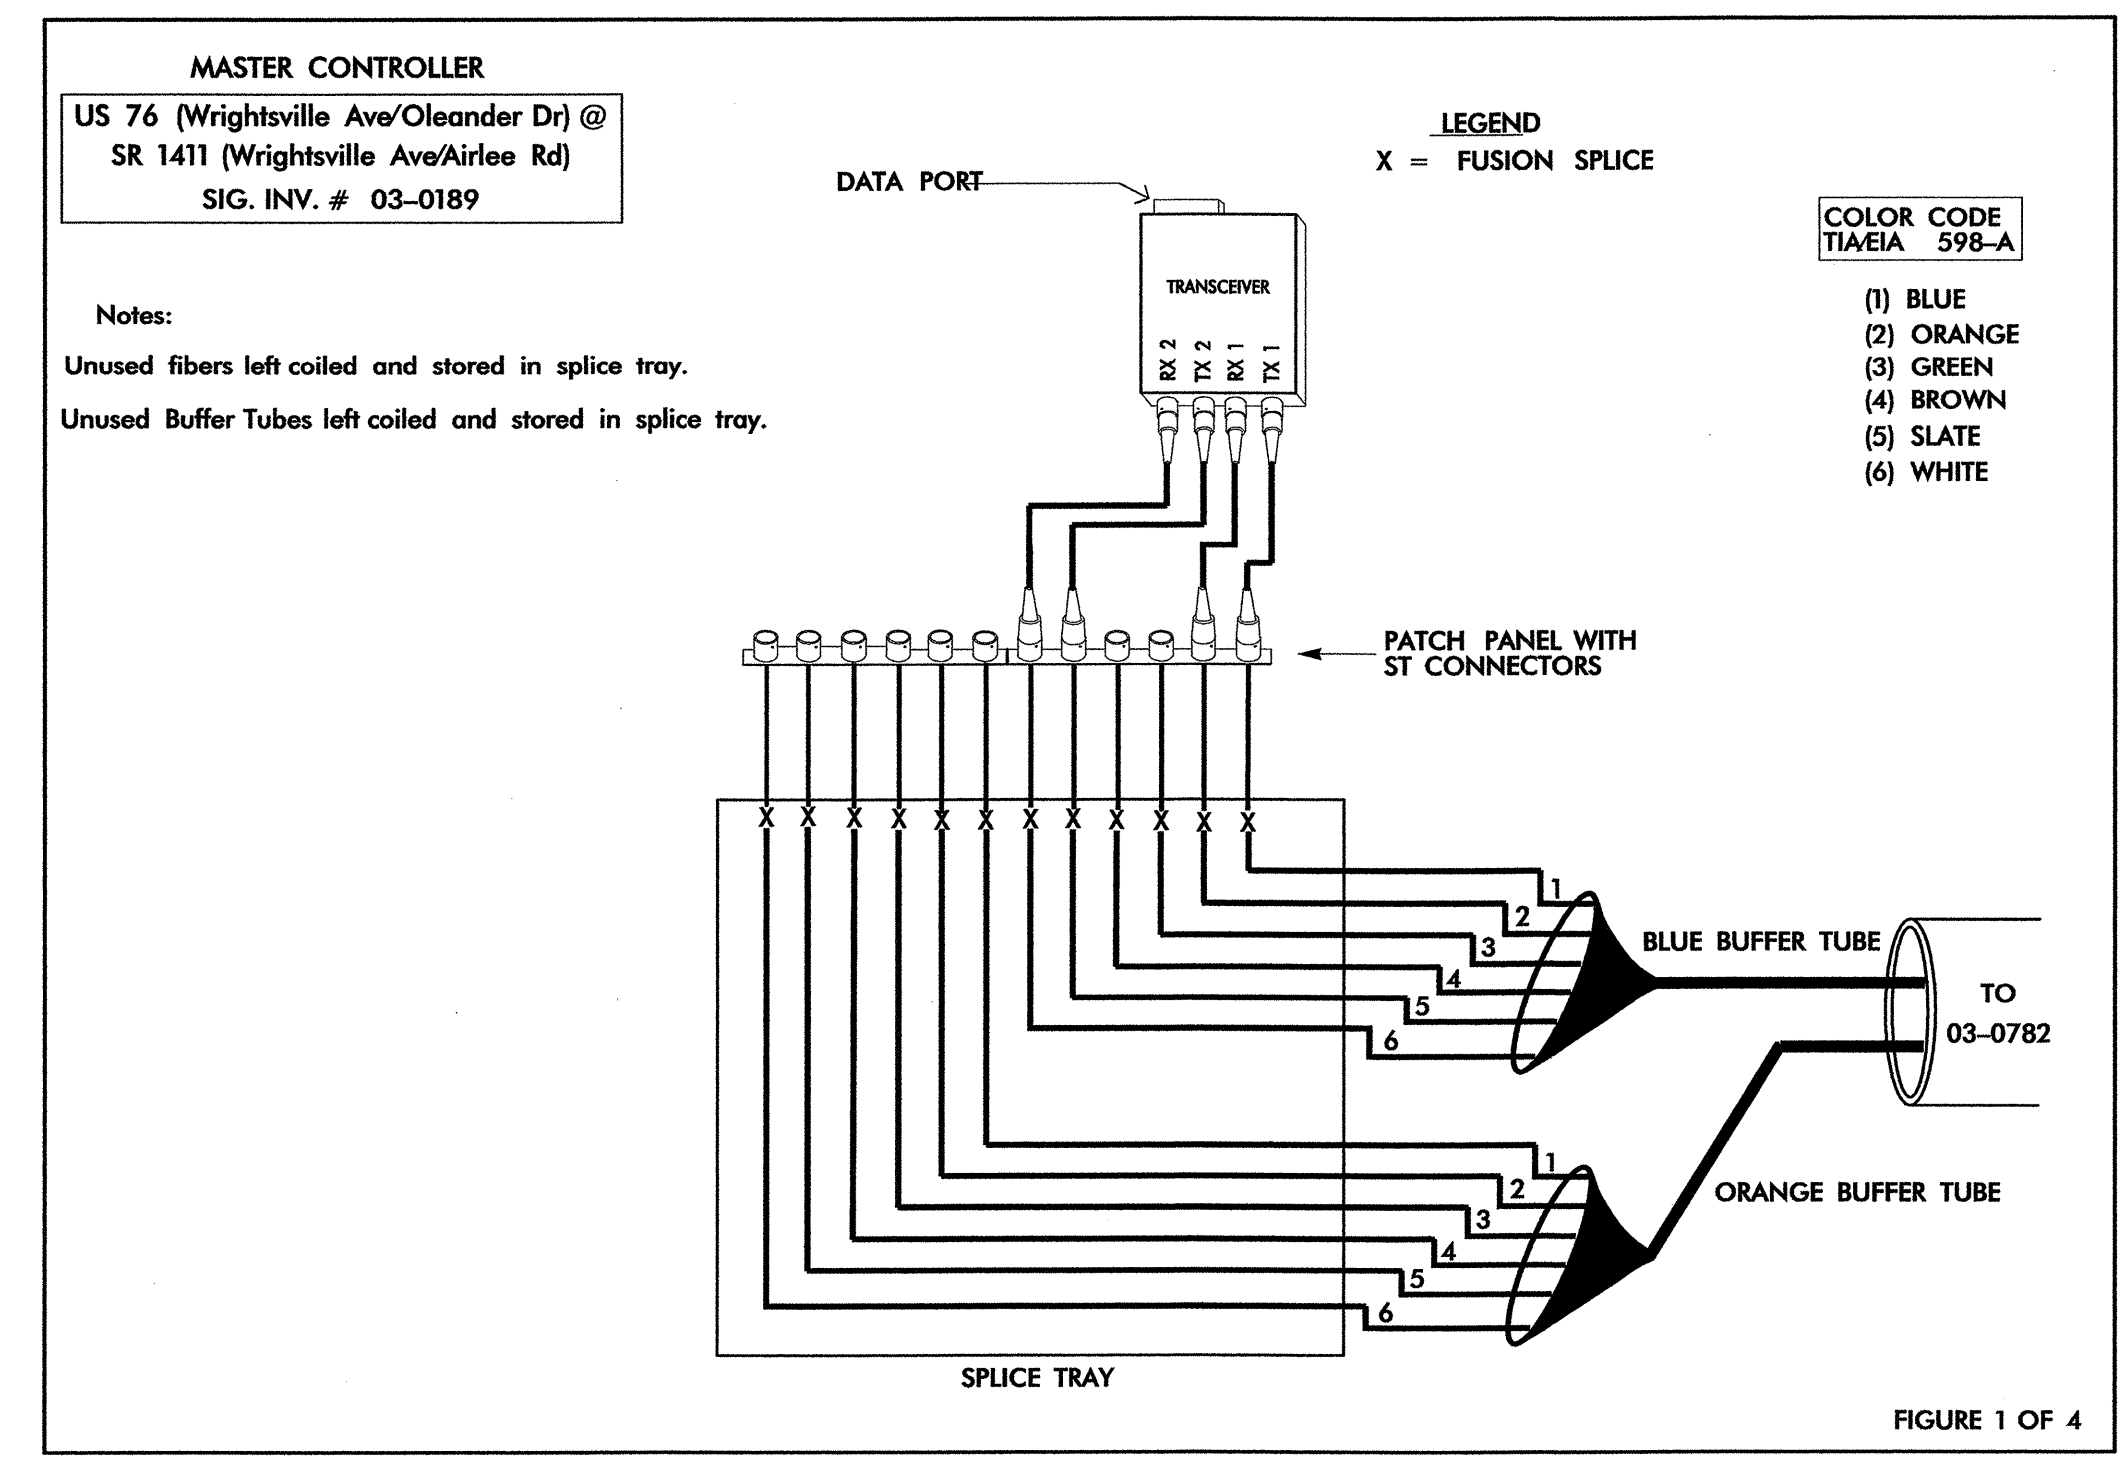 MASTER CONTROLLER
US 76 (Wrightsville Ave/Oleander Dr) @
SR 1411 (Wrightsville Ave/Airlee Rd)
SIG. INV. # 03-0189
Notes:
Unused fibers left coiled and stored in splice tray.
Unused Buffer Tubes left coiled and stored in splice tray.
DATA PORT
LEGEND
X = FUSION SPLICE
COLOR CODE
TIA/EIA 598-A
(1) BLUE
(2) ORANGE
(3) GREEN
(4) BROWN
(5) SLATE
(6) WHITE
TRANSCEIVER
RX 2
TX 2
RX 1
TX 1
PATCH PANEL WITH
ST CONNECTORS
X X X X X X X X X X X X
1
2
3
4
5
6
BLUE BUFFER TUBE
TO
03-0782
1
2
3
4
5
6
ORANGE BUFFER TUBE
SPLICE TRAY
FIGURE 1 OF 4